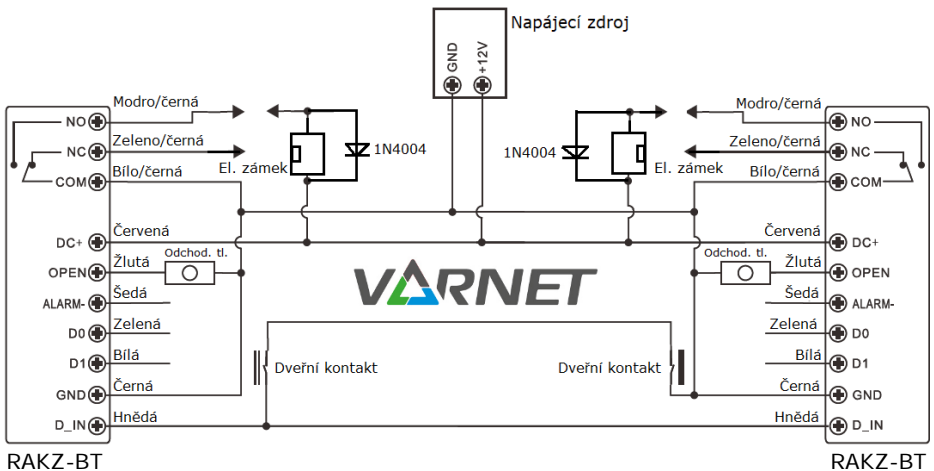 Napájecí zdroj
GND
+12V
Modro/černá
NO
Zeleno/černá
NC
Bílo/černá
COM
El. zámek
1N4004
Červená
DC+
Žlutá
Odchod. tl.
OPEN
Šedá
ALARM-
Zelená
D0
Bílá
D1
Černá
GND
Hnědá
D_IN
RAKZ-BT
VARNET
Dveřní kontakt
Dveřní kontakt
Modro/černá
NO
1N4004
Zeleno/černá
NC
El. zámek
Bílo/černá
COM
Červená
DC+
Odchod. tl.
Žlutá
OPEN
Šedá
ALARM-
Zelená
D0
Bílá
D1
Černá
GND
Hnědá
D_IN
RAKZ-BT